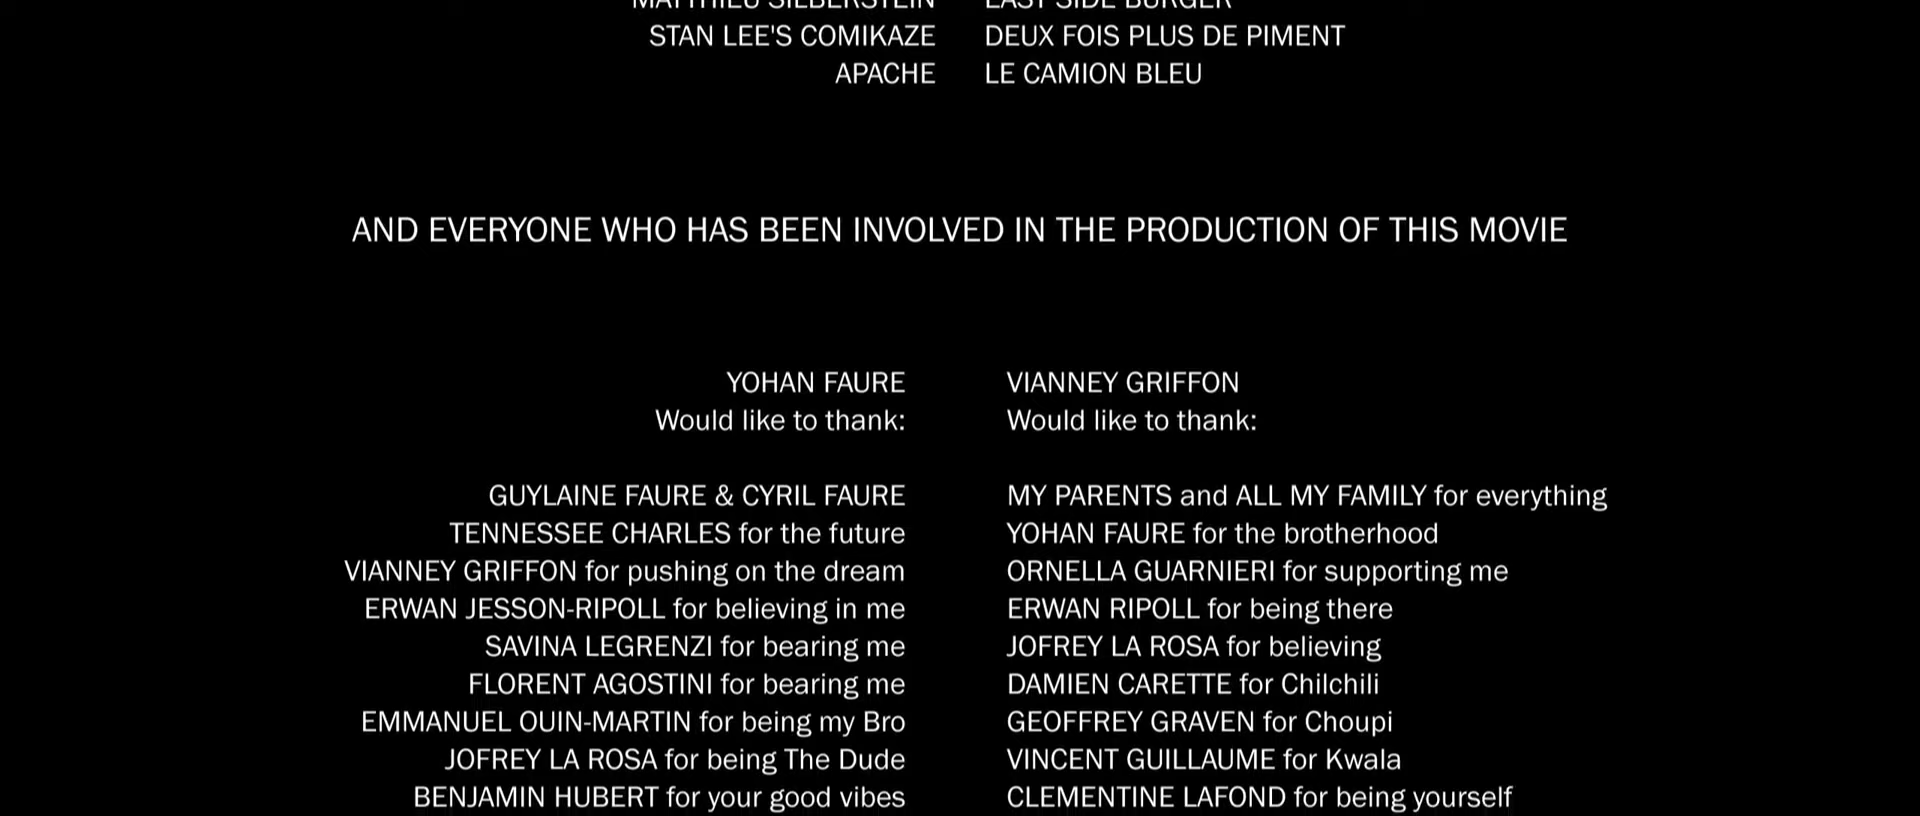 MATTHIEU SILBERSTEIN EAST SIDE BURGER
STAN LEE'S COMIKAZE DEUX FOIS PLUS DE PIMENT
APACHE LE CAMION BLEU
AND EVERYONE WHO HAS BEEN INVOLVED IN THE PRODUCTION OF THIS MOVIE
YOHAN FAURE
Would like to thank:
GUYLAINE FAURE & CYRIL FAURE
TENNESSEE CHARLES for the future
VIANNEY GRIFFON for pushing on the dream
ERWAN JESSON-RIPOLL for believing in me
SAVINA LEGRENZI for bearing me
FLORENT AGOSTINI for bearing me
EMMANUEL OUIN-MARTIN for being my Bro
JOFREY LA ROSA for being The Dude
BENJAMIN HUBERT for your good vibes
VIANNEY GRIFFON
Would like to thank:
MY PARENTS and ALL MY FAMILY for everything
YOHAN FAURE for the brotherhood
ORNELLA GUARNIERI for supporting me
ERWAN RIPOLL for being there
JOFREY LA ROSA for believing
DAMIEN CARETTE for Chilchili
GEOFFREY GRAVEN for Choupi
VINCENT GUILLAUME for Kwala
CLEMENTINE LAFOND for being yourself